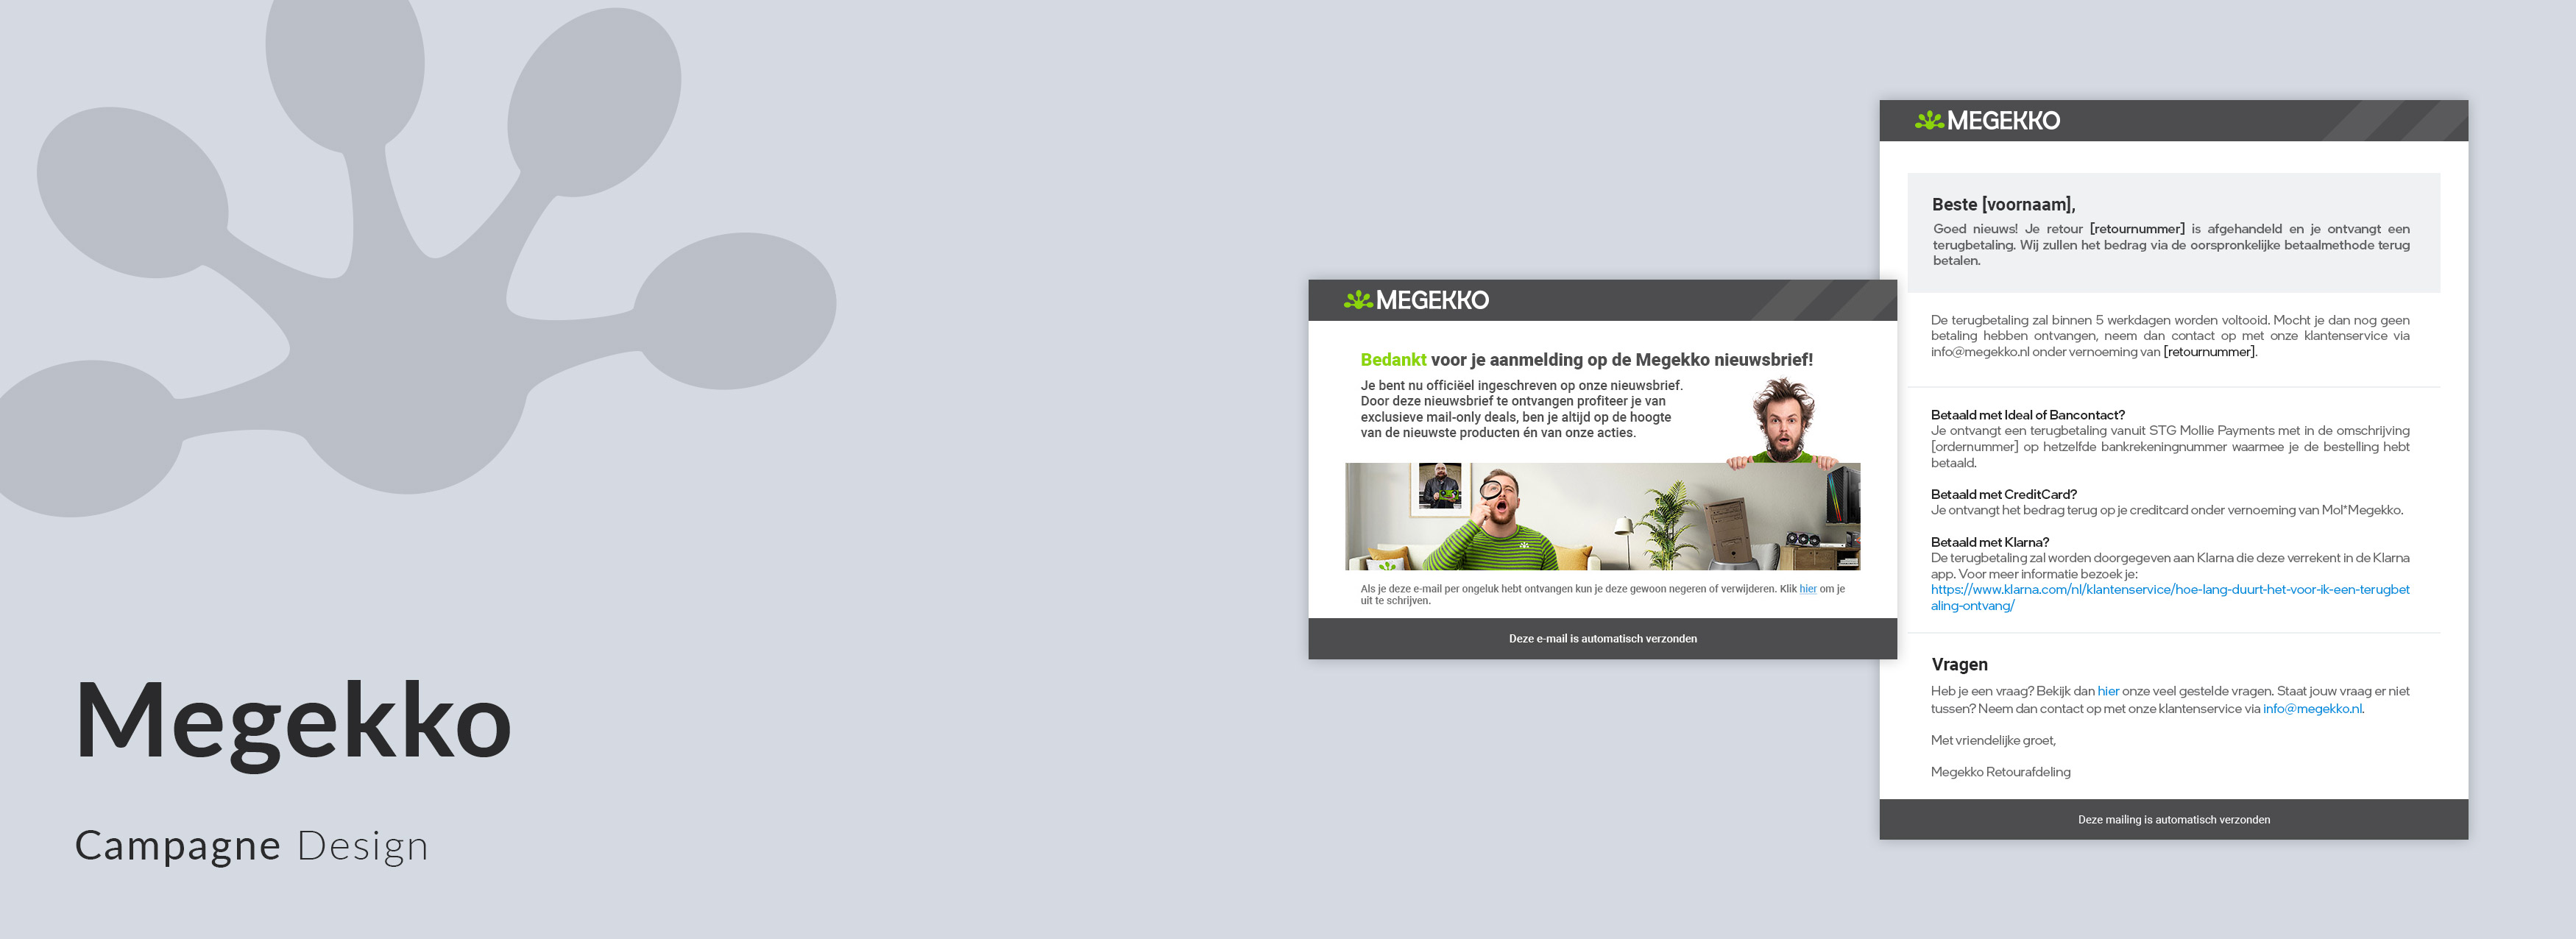 Megekko
Campagne Design
MEGEKKO
Bedankt voor je aanmelding op de Megekko nieuwsbrief!
Je bent nu officiëel ingeschreven op onze nieuwsbrief.
Door deze nieuwsbrief te ontvangen profiteer je van
exclusieve mail-only deals, ben je altijd op de hoogte
van de nieuwste producten én van onze acties.
Als je deze e-mail per ongeluk hebt ontvangen kun je deze gewoon negeren of verwijderen. Klik hier om je
uit te schrijven.
Deze e-mail is automatisch verzonden
MEGEKKO
Beste [voornaam],
Goed nieuws! Je retour [retournummer] is afgehandeld en je ontvangt een
terugbetaling. Wij zullen het bedrag via de oorspronkelijke betaalmethode terug
betalen.
De terugbetaling zal binnen 5 werkdagen worden voltooid. Mocht je dan nog geen
betaling hebben ontvangen, neem dan contact op met onze klantenservice via
info@megekko.nl onder vernoeming van [retournummer].
Betaald met Ideal of Bancontact?
Je ontvangt een terugbetaling vanuit STG Mollie Payments met in de omschrijving
[ordernummer] op hetzelfde bankrekeningnummer waarmee je de bestelling hebt
betaald.
Betaald met CreditCard?
Je ontvangt het bedrag terug op je creditcard onder vernoeming van Mol*Megekko.
Betaald met Klarna?
De terugbetaling zal worden doorgegeven aan Klarna die deze verrekent in de Klarna
app. Voor meer informatie bezoek je:
https://www.klarna.com/nl/klantenservice/hoe-lang-duurt-het-voor-ik-een-terugbet
aling-ontvang/
Vragen
Heb je een vraag? Bekijk dan hier onze veel gestelde vragen. Staat jouw vraag er niet
tussen? Neem dan contact op met onze klantenservice via info@megekko.nl.
Met vriendelijke groet,
Megekko Retourafdeling
Deze mailing is automatisch verzonden